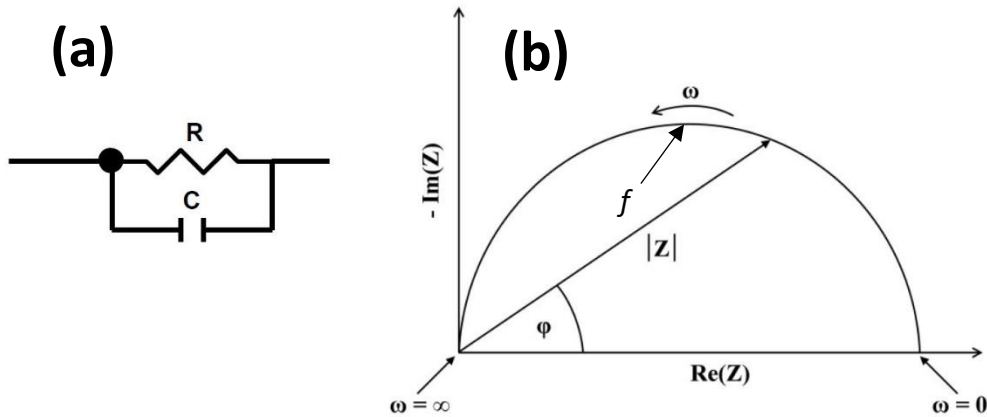 (a)
R
C
(b)
ω
- Im(Z)
f
|Z|
φ
Re(Z)
ω = ∞
ω = 0